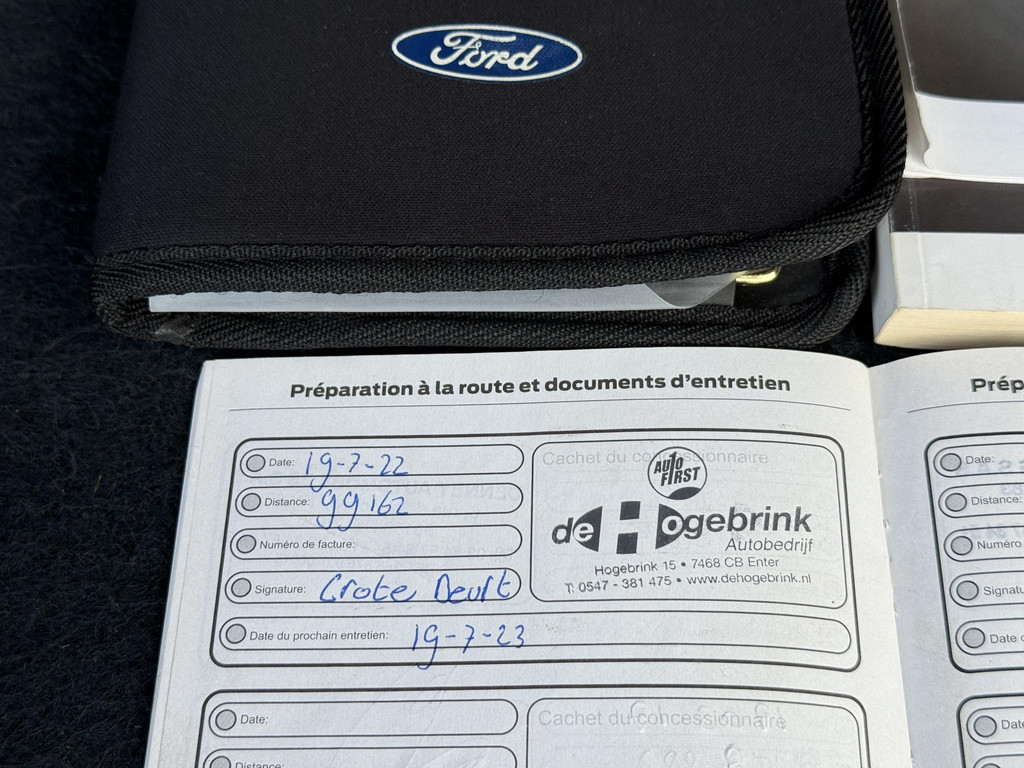 Ford
Préparation à la route et documents d'entretien
Date: 19-7-22
Distance: 99162
Numéro de facture:
Signature: Grote Beurt
Date du prochain entretien: 19-7-23
Cachet du concessionnaire
AUTO FIRST
de Hogebrink
Autobedrijf
Hogebrink 15 • 7468 CB Enter
T: 0547 - 381 475 • www.dehogebrink.nl
Date:
Distance:
Cachet du concessionnaire
Prép
Date:
Distance:
Numéro
Signatu
Date d
Date